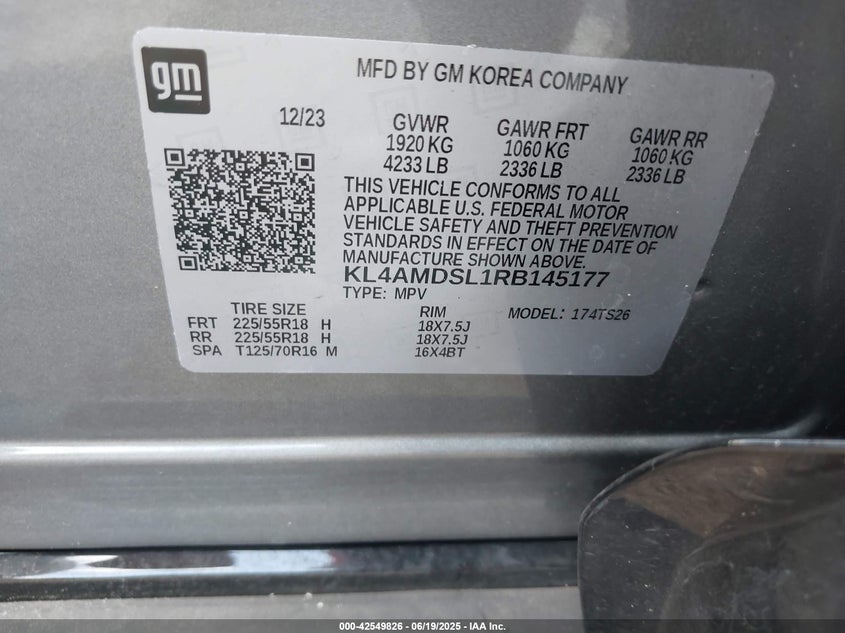 gm
MFD BY GM KOREA COMPANY
12/23
GVWR GAWR FRT GAWR RR
1920 KG 1060 KG 1060 KG
4233 LB 2336 LB 2336 LB
THIS VEHICLE CONFORMS TO ALL
APPLICABLE U.S. FEDERAL MOTOR
VEHICLE SAFETY AND THEFT PREVENTION
STANDARDS IN EFFECT ON THE DATE OF
MANUFACTURE SHOWN ABOVE.
KL4AMDSL1RB145177
TYPE: MPV
TIRE SIZE RIM MODEL: 174TS26
FRT 225/55R18 H 18X7.5J
RR 225/55R18 H 18X7.5J
SPA T125/70R16 M 16X4BT
000-42549826 - 06/19/2025 - IAA Inc.